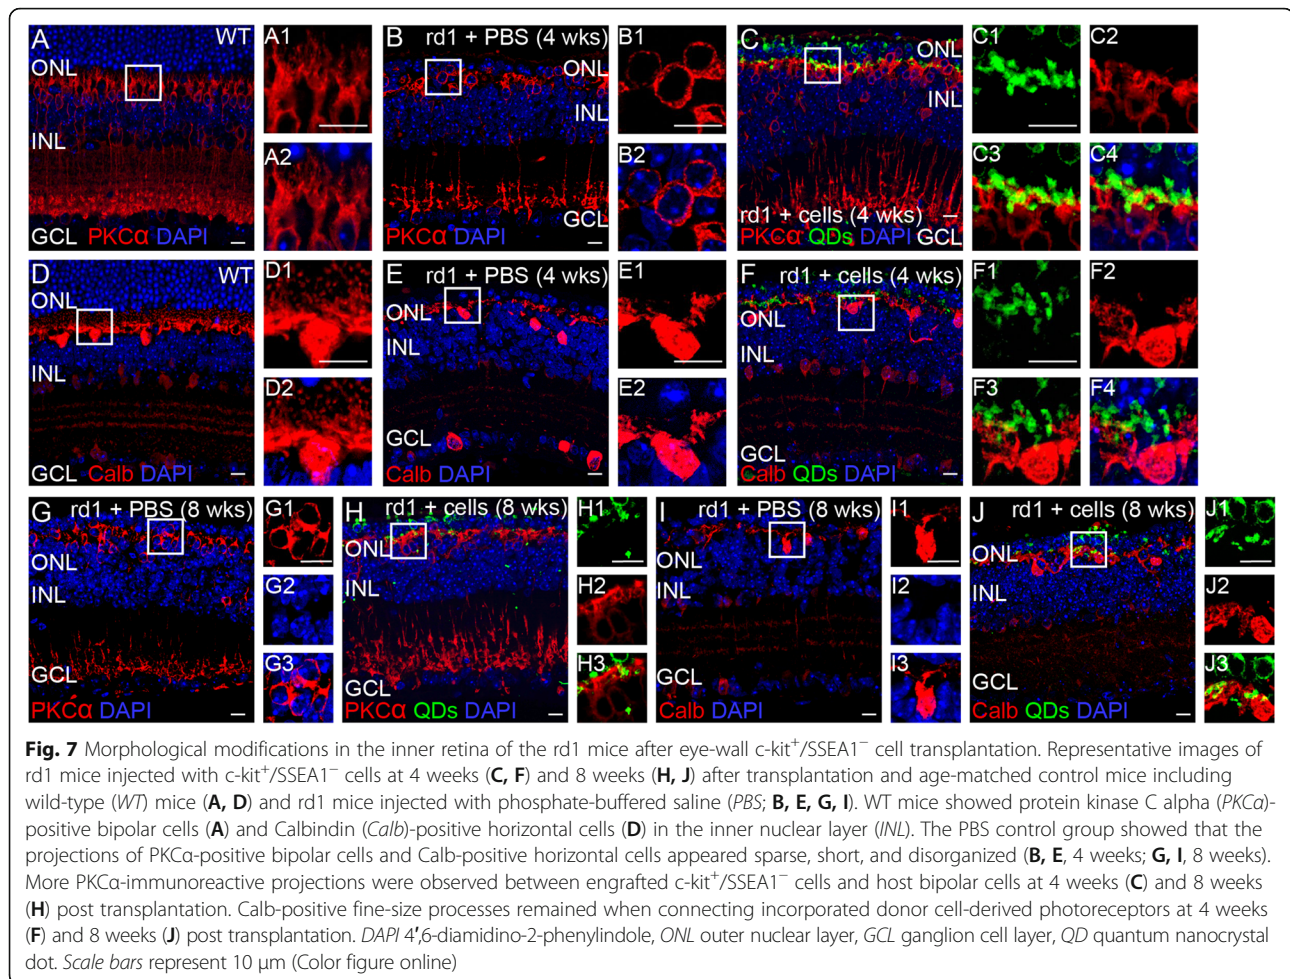 A WT
ONL
INL
GCL PKCα DAPI
A1
A2
B rd1 + PBS (4 wks)
ONL
INL
GCL
PKCα DAPI
B1
B2
C
ONL
INL
rd1 + cells (4 wks)
PKCα QDs DAPI GCL
C1 C2
C3 C4
D WT
ONL
INL
GCL Calb DAPI
D1
D2
E rd1 + PBS (4 wks)
ONL
INL
GCL
Calb DAPI
E1
E2
F rd1 + cells (4 wks)
ONL
INL
GCL
Calb QDs DAPI
F1 F2
F3 F4
G rd1 + PBS (8 wks)
ONL
INL
GCL
PKCα DAPI
G1
G2
G3
H rd1 + cells (8 wks)
ONL
INL
GCL
PKCα QDs DAPI
H1
H2
H3
I rd1 + PBS (8 wks)
ONL
INL
GCL
Calb DAPI
I1
I2
I3
J rd1 + cells (8 wks)
ONL
INL
GCL
Calb QDs DAPI
J1
J2
J3
Fig. 7 Morphological modifications in the inner retina of the rd1 mice after eye-wall c-kit⁺/SSEA1⁻ cell transplantation. Representative images of
rd1 mice injected with c-kit⁺/SSEA1⁻ cells at 4 weeks (C, F) and 8 weeks (H, J) after transplantation and age-matched control mice including
wild-type (WT) mice (A, D) and rd1 mice injected with phosphate-buffered saline (PBS; B, E, G, I). WT mice showed protein kinase C alpha (PKCα)-
positive bipolar cells (A) and Calbindin (Calb)-positive horizontal cells (D) in the inner nuclear layer (INL). The PBS control group showed that the
projections of PKCα-positive bipolar cells and Calb-positive horizontal cells appeared sparse, short, and disorganized (B, E, 4 weeks; G, I, 8 weeks).
More PKCα-immunoreactive projections were observed between engrafted c-kit⁺/SSEA1⁻ cells and host bipolar cells at 4 weeks (C) and 8 weeks
(H) post transplantation. Calb-positive fine-size processes remained when connecting incorporated donor cell-derived photoreceptors at 4 weeks
(F) and 8 weeks (J) post transplantation. DAPI 4′,6-diamidino-2-phenylindole, ONL outer nuclear layer, GCL ganglion cell layer, QD quantum nanocrystal
dot. Scale bars represent 10 μm (Color figure online)